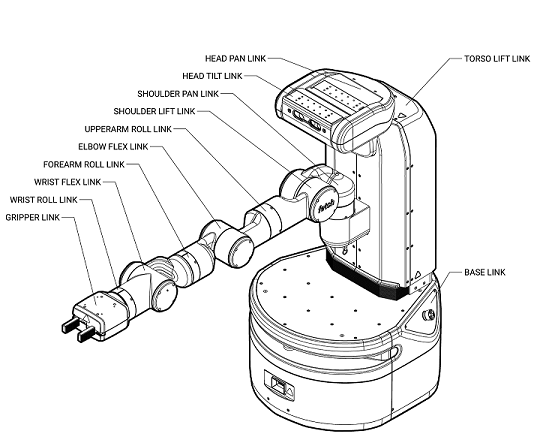 HEAD PAN LINK
TORSO LIFT LINK
HEAD TILT LINK
SHOULDER PAN LINK
SHOULDER LIFT LINK
UPPERARM ROLL LINK
ELBOW FLEX LINK
FOREARM ROLL LINK
WRIST FLEX LINK
WRIST ROLL LINK
GRIPPER LINK
fetch
BASE LINK